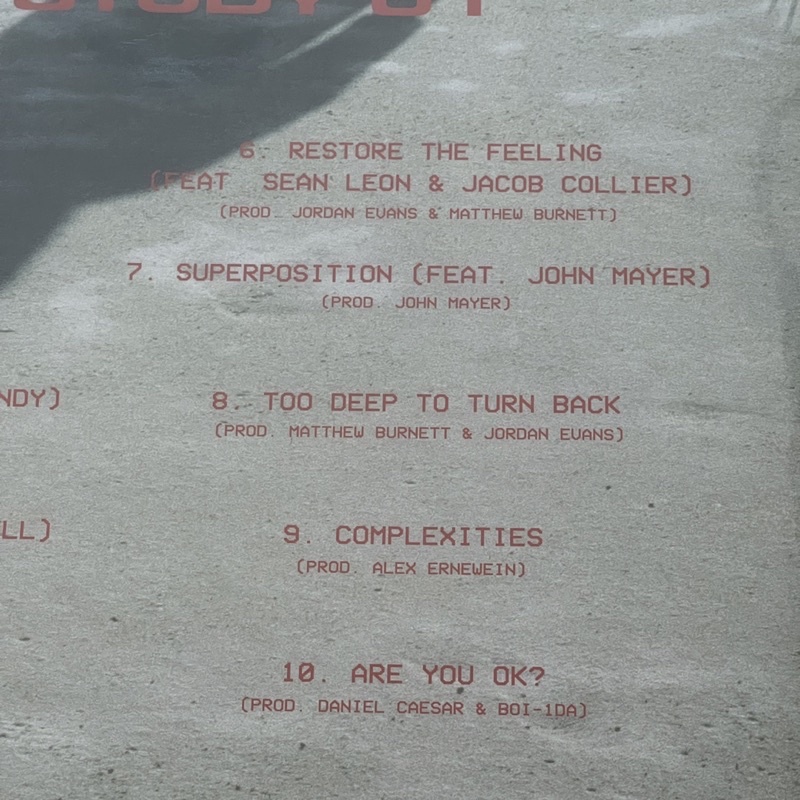 STUDY 01
6. RESTORE THE FEELING
(FEAT. SEAN LEON & JACOB COLLIER)
(PROD. JORDAN EVANS & MATTHEW BURNETT)
7. SUPERPOSITION (FEAT. JOHN MAYER)
(PROD. JOHN MAYER)
NDY)
8. TOO DEEP TO TURN BACK
(PROD. MATTHEW BURNETT & JORDAN EVANS)
LL)
9. COMPLEXITIES
(PROD. ALEX ERNEWEIN)
10. ARE YOU OK?
(PROD. DANIEL CAESAR & BOI-1DA)